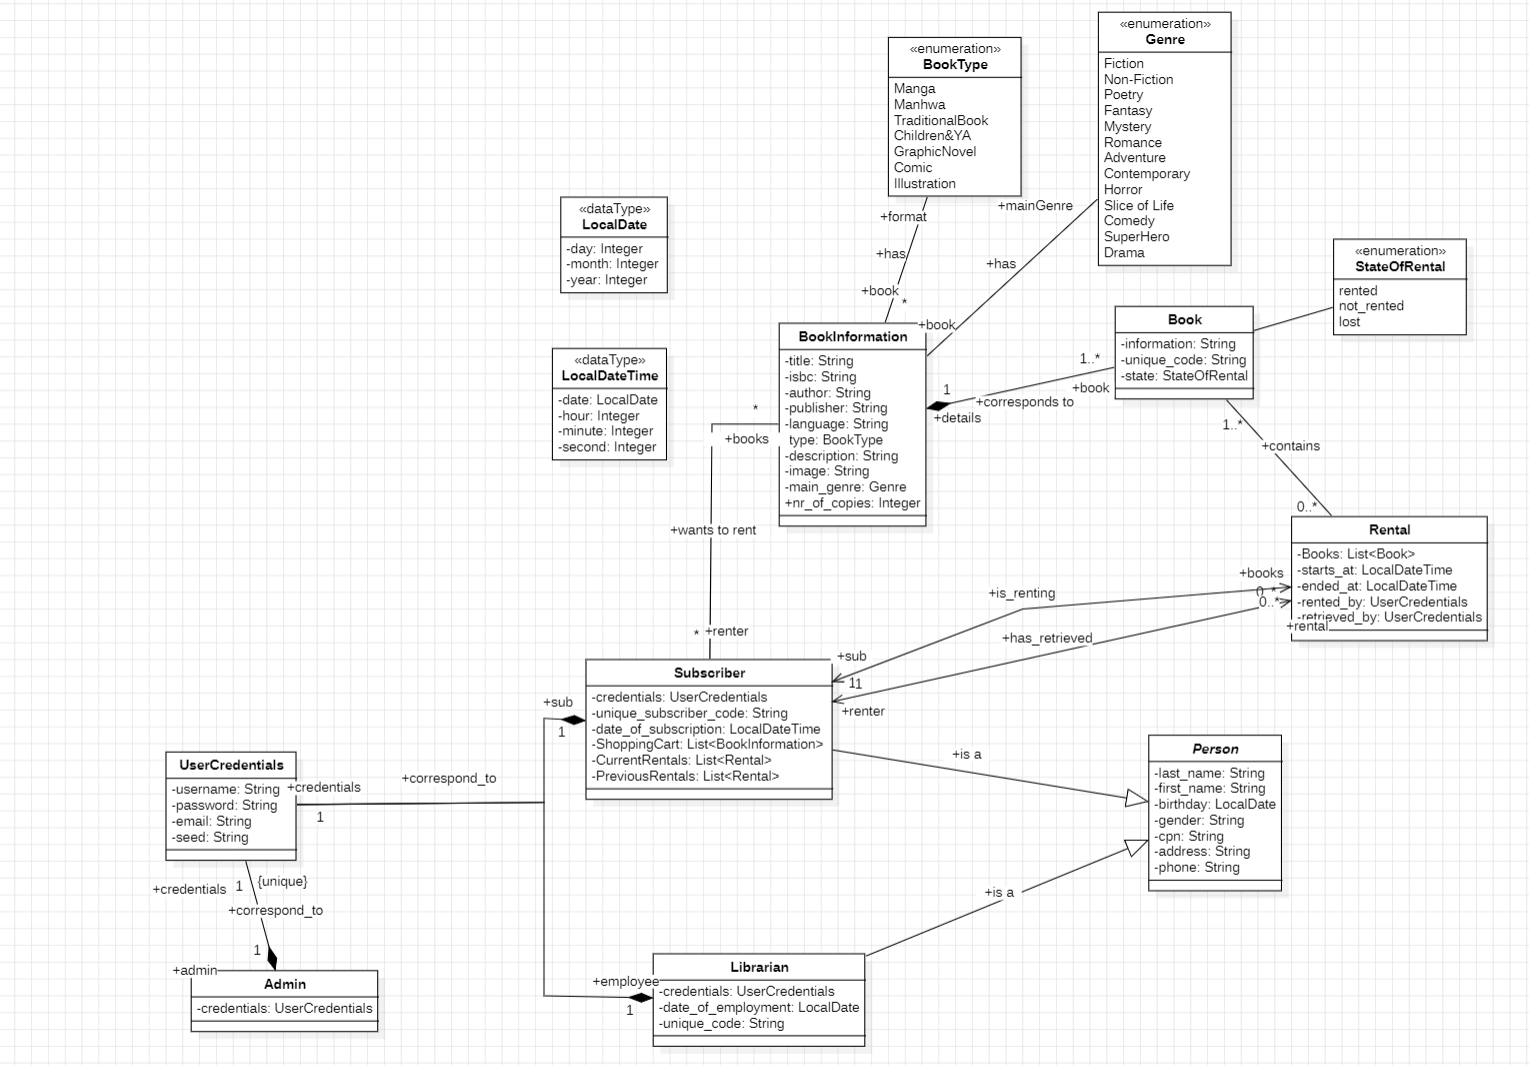 «enumeration»
Genre
Fiction
Non-Fiction
Poetry
Fantasy
Mystery
Romance
Adventure
Contemporary
Horror
Slice of Life
Comedy
SuperHero
Drama
«enumeration»
BookType
Manga
Manhwa
TraditionalBook
Children&YA
GraphicNovel
Comic
Illustration
+format
+has
+book
*
+mainGenre
+has
+book
«dataType»
LocalDate
-day: Integer
-month: Integer
-year: Integer
«enumeration»
StateOfRental
rented
not_rented
lost
Book
-information: String
-unique_code: String
-state: StateOfRental
BookInformation
-title: String
-isbc: String
-author: String
-publisher: String
-language: String
type: BookType
-description: String
-image: String
-main_genre: Genre
+nr_of_copies: Integer
1
+details
+corresponds to
1..*
+book
«dataType»
LocalDateTime
-date: LocalDate
-hour: Integer
-minute: Integer
-second: Integer
*
+books
+wants to rent
* +renter
1..*
+contains
0..*
Rental
-Books: List<Book>
-starts_at: LocalDateTime
-ended_at: LocalDateTime
-rented_by: UserCredentials
-retrieved_by: UserCredentials
+books
0..*
0..*
+rental
+is_renting
+has_retrieved
+sub
11
+renter
Subscriber
-credentials: UserCredentials
-unique_subscriber_code: String
-date_of_subscription: LocalDateTime
-ShoppingCart: List<BookInformation>
-CurrentRentals: List<Rental>
-PreviousRentals: List<Rental>
+sub
1
+is a
Person
-last_name: String
-first_name: String
-birthday: LocalDate
-gender: String
-cpn: String
-address: String
-phone: String
UserCredentials
-username: String
-password: String
-email: String
-seed: String
+credentials
1
+correspond_to
+credentials
1
{unique}
+correspond_to
1
+admin
Admin
-credentials: UserCredentials
+is a
+employee
1
Librarian
-credentials: UserCredentials
-date_of_employment: LocalDate
-unique_code: String